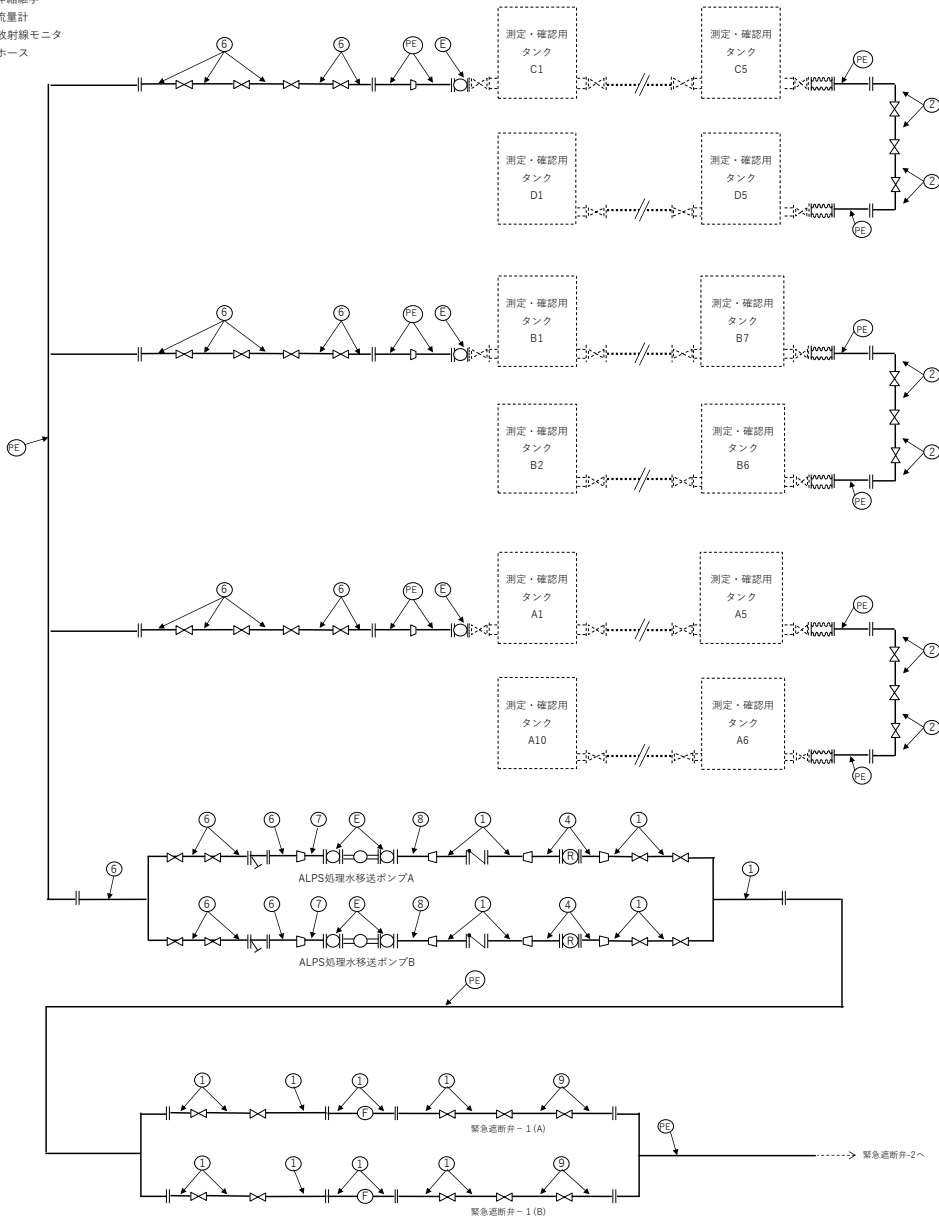 流量計
放射線モニタ
ホース
6 6 PE E
測定・確認用
タンク
C1
測定・確認用
タンク
C5
PE
2
測定・確認用
タンク
D1
測定・確認用
タンク
D5
2
PE
6 6 PE E
測定・確認用
タンク
B1
測定・確認用
タンク
B7
PE
2
PE
測定・確認用
タンク
B2
測定・確認用
タンク
B6
2
PE
6 6 PE E
測定・確認用
タンク
A1
測定・確認用
タンク
A5
PE
2
測定・確認用
タンク
A10
測定・確認用
タンク
A6
2
PE
6
6 6 7 E 8 1 4 1
R
ALPS処理水移送ポンプA
1
6 6 7 E 8 1 4 1
R
ALPS処理水移送ポンプB
PE
1 1 1 1 9
F
緊急遮断弁－1 (A)
PE
緊急遮断弁-2へ
1 1 1 1 9
F
緊急遮断弁－1 (B)